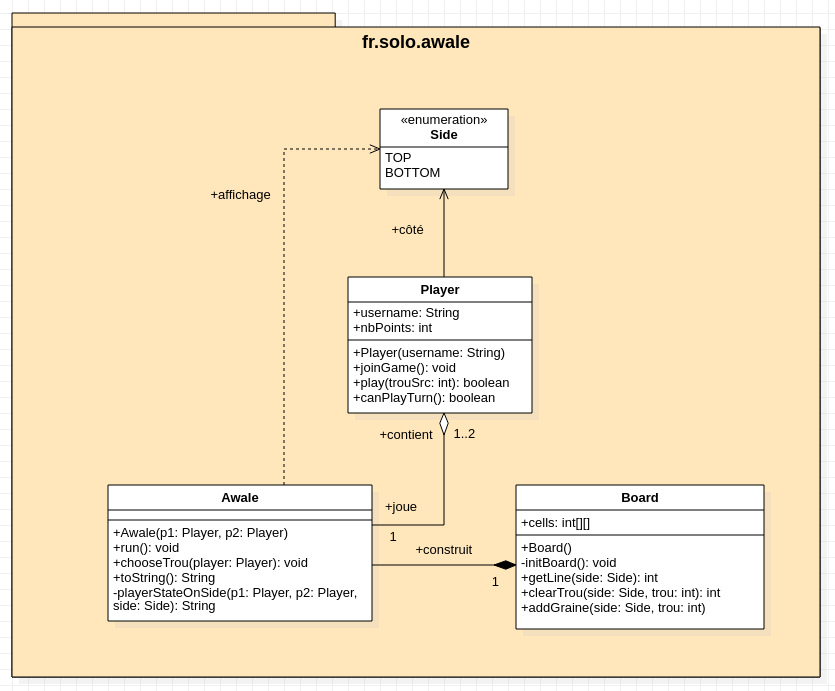 fr.solo.awale
«enumeration»
Side
TOP
BOTTOM
+affichage
+côté
Player
+username: String
+nbPoints: int
+Player(username: String)
+joinGame(): void
+play(trouSrc: int): boolean
+canPlayTurn(): boolean
+contient
1..2
Awale
+Awale(p1: Player, p2: Player)
+run(): void
+chooseTrou(player: Player): void
+toString(): String
-playerStateOnSide(p1: Player, p2: Player,
side: Side): String
+joue
1
+construit
1
Board
+cells: int[][]
+Board()
-initBoard(): void
+getLine(side: Side): int
+clearTrou(side: Side, trou: int): int
+addGraine(side: Side, trou: int)